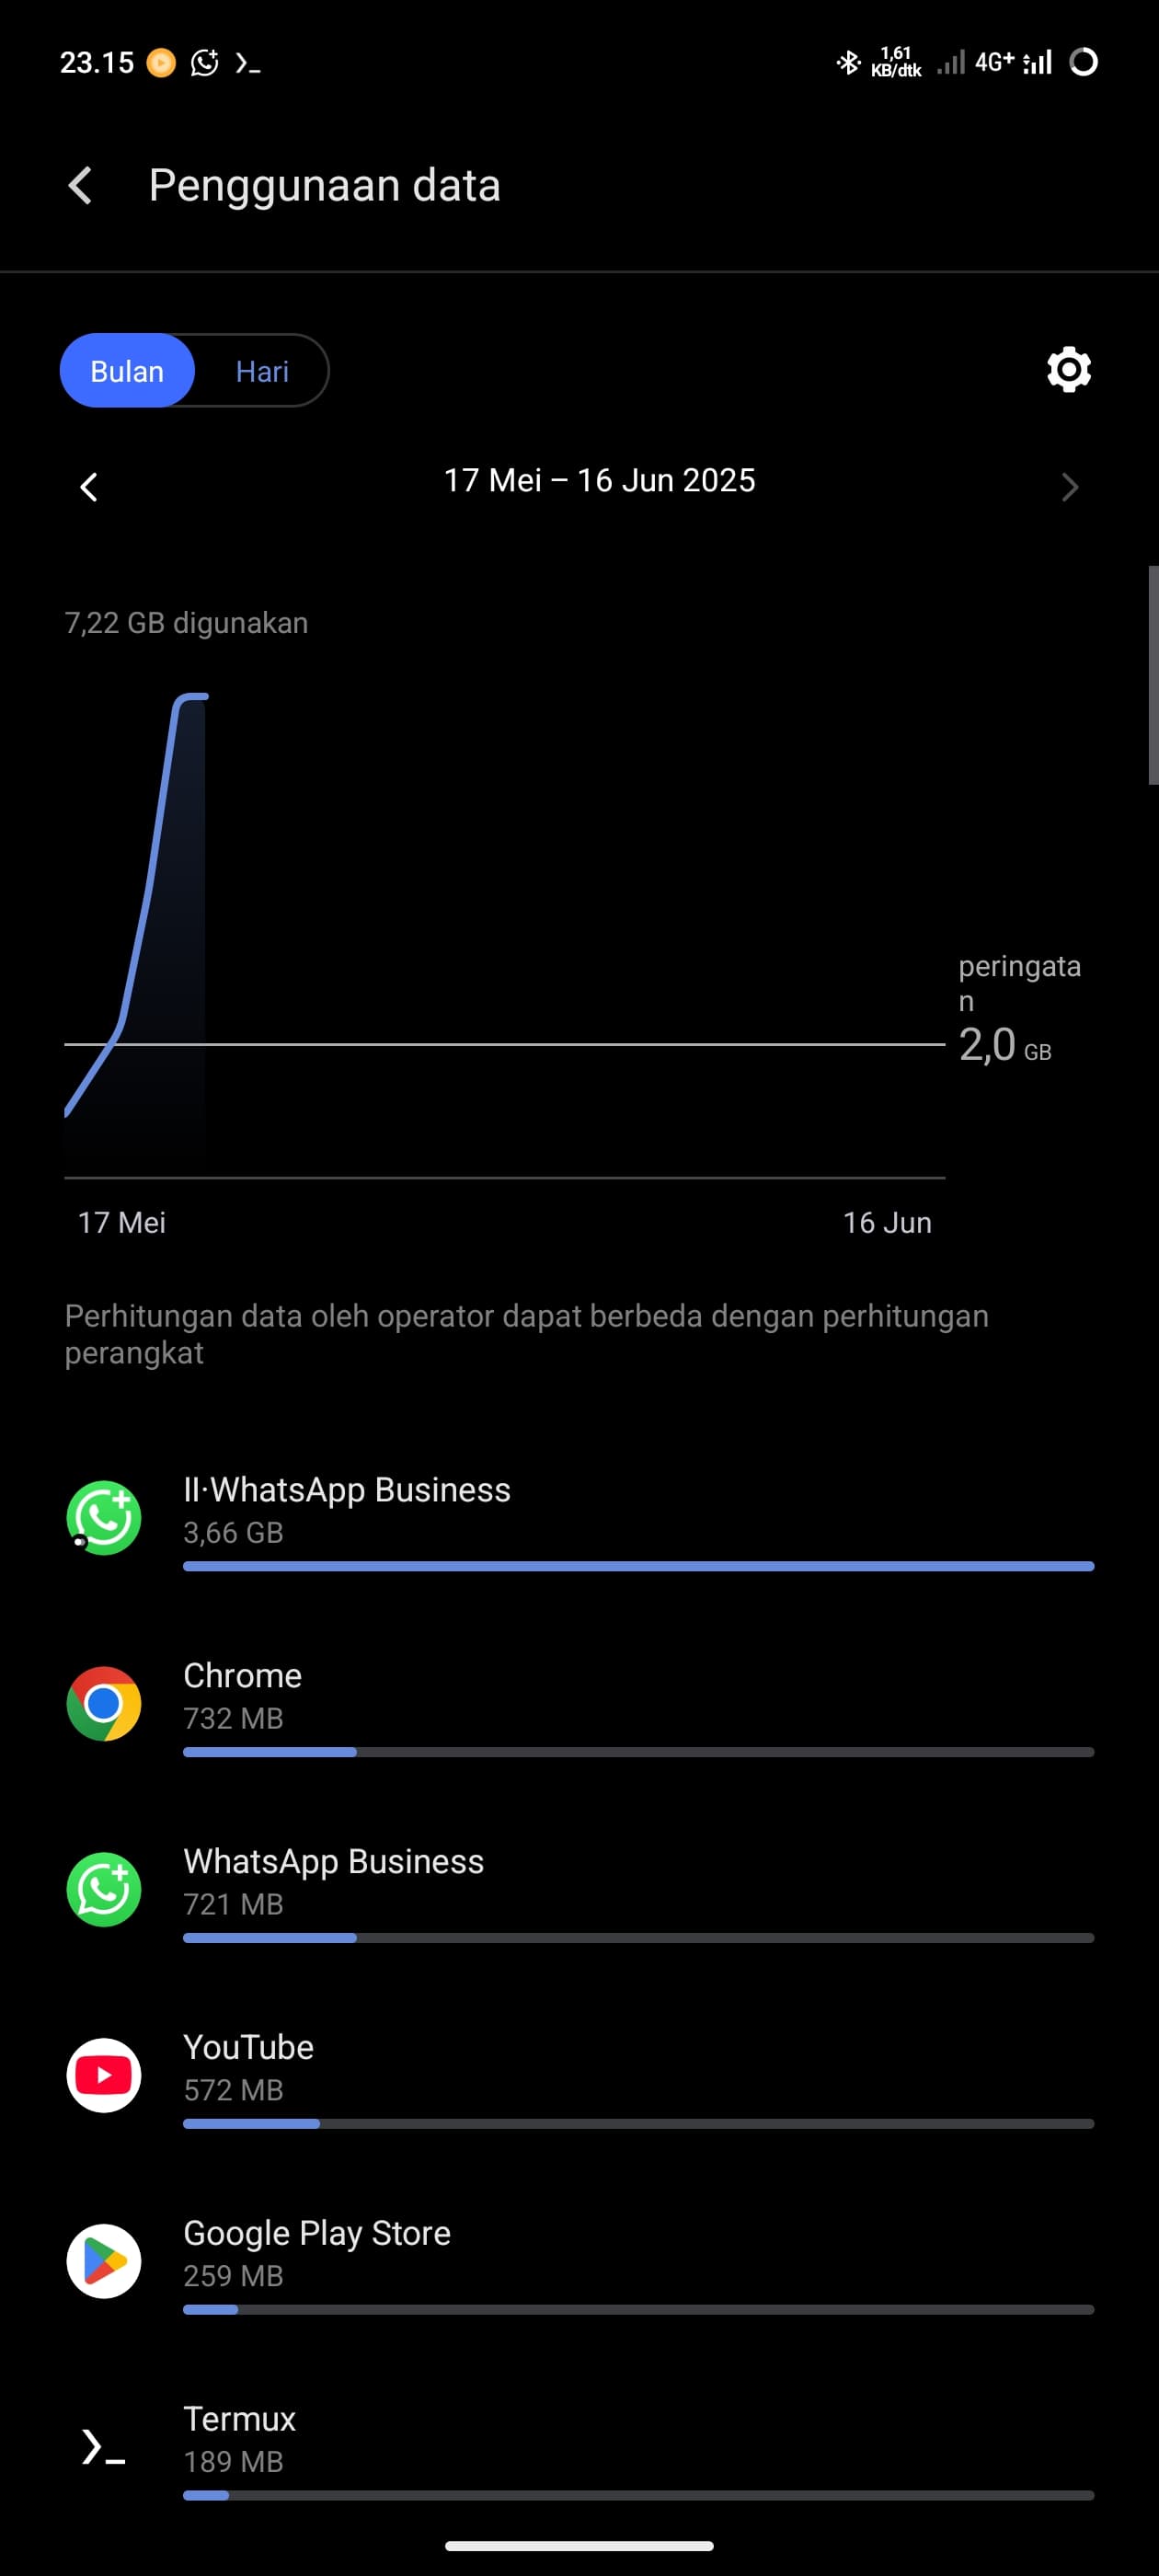 23.15
1,61
KB/dtk
4G+
Penggunaan data
Bulan
Hari
17 Mei – 16 Jun 2025
7,22 GB digunakan
peringata
n
2,0 GB
17 Mei
16 Jun
Perhitungan data oleh operator dapat berbeda dengan perhitungan
perangkat
II·WhatsApp Business
3,66 GB
Chrome
732 MB
WhatsApp Business
721 MB
YouTube
572 MB
Google Play Store
259 MB
Termux
189 MB